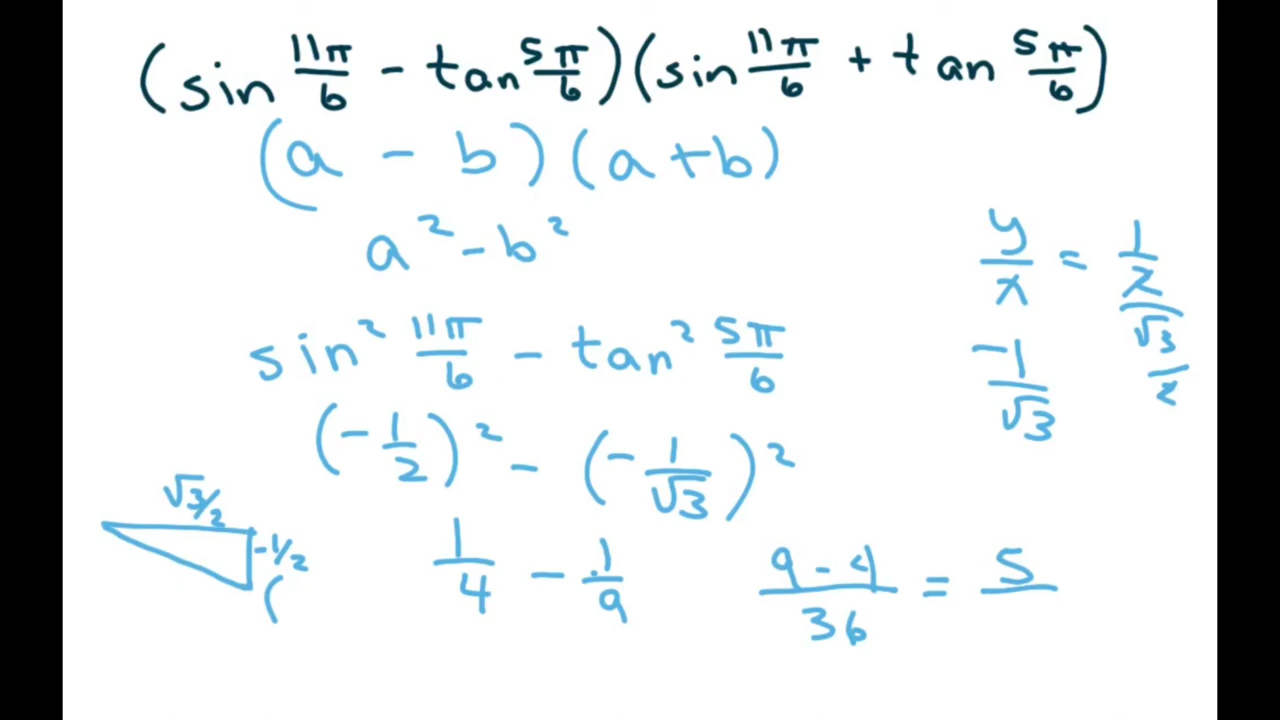 (sin 11π/6 - tan 5π/6)(sin 11π/6 + tan 5π/6)
(a - b)(a+b)
a² - b²
y/x = 1/2/√3/2
sin² 11π/6 - tan² 5π/6
-1/√3
(-1/2)² - (-1/√3)²
√3/2
-1/2
(
1/4 - 1/9
9-4/36 = 5